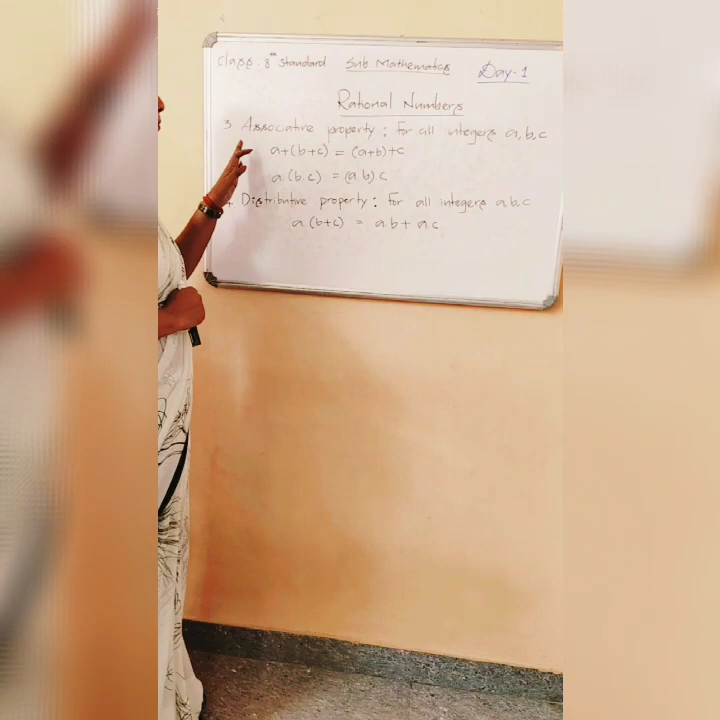 Class - 8th Standard Sub Mathematics Day - 1
Rational Numbers
3 Associative property : For all integers a, b, c
a+(b+c) = (a+b)+c
a.(b.c) = (a.b) c
4. Distributive property : For all integers a, b, c
a (b+c) = a.b + a.c